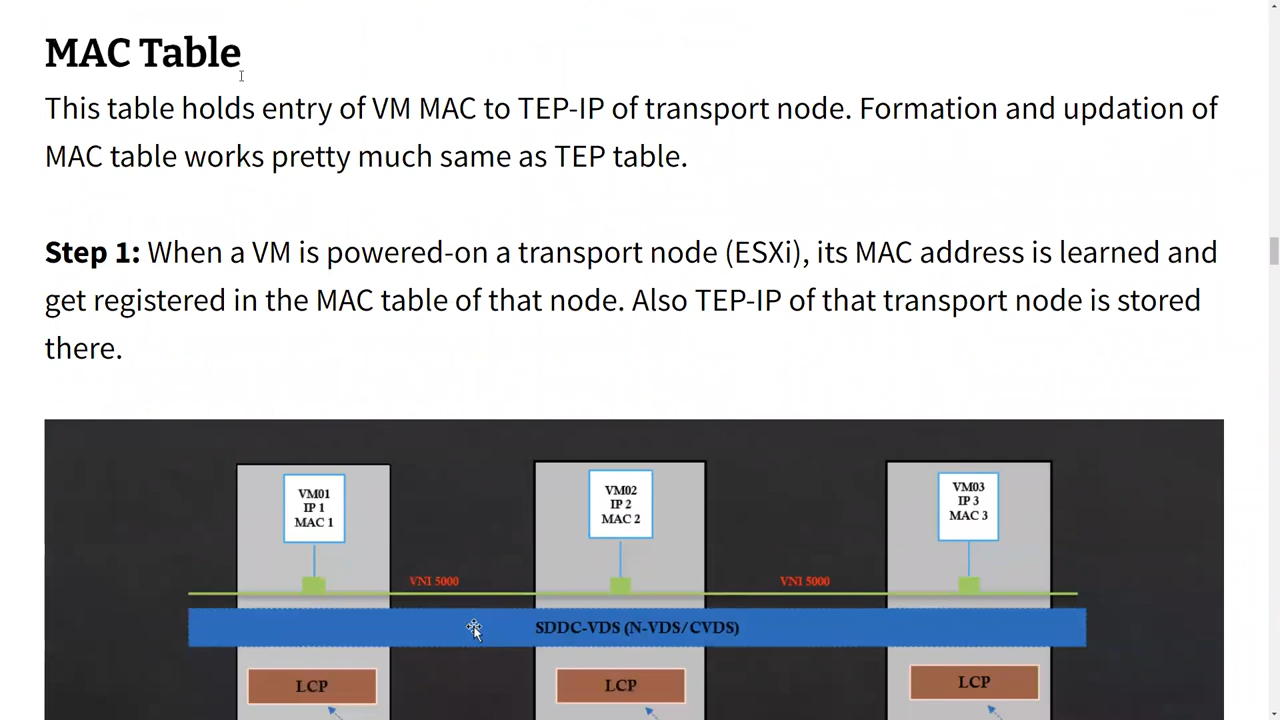 MAC Table
This table holds entry of VM MAC to TEP-IP of transport node. Formation and updation of
MAC table works pretty much same as TEP table.
Step 1: When a VM is powered-on a transport node (ESXi), its MAC address is learned and
get registered in the MAC table of that node. Also TEP-IP of that transport node is stored
there.
VM01
IP 1
MAC 1
VM02
IP 2
MAC 2
VM03
IP 3
MAC 3
VNI 5000
VNI 5000
SDDC-VDS (N-VDS/CVDS)
LCP
LCP
LCP